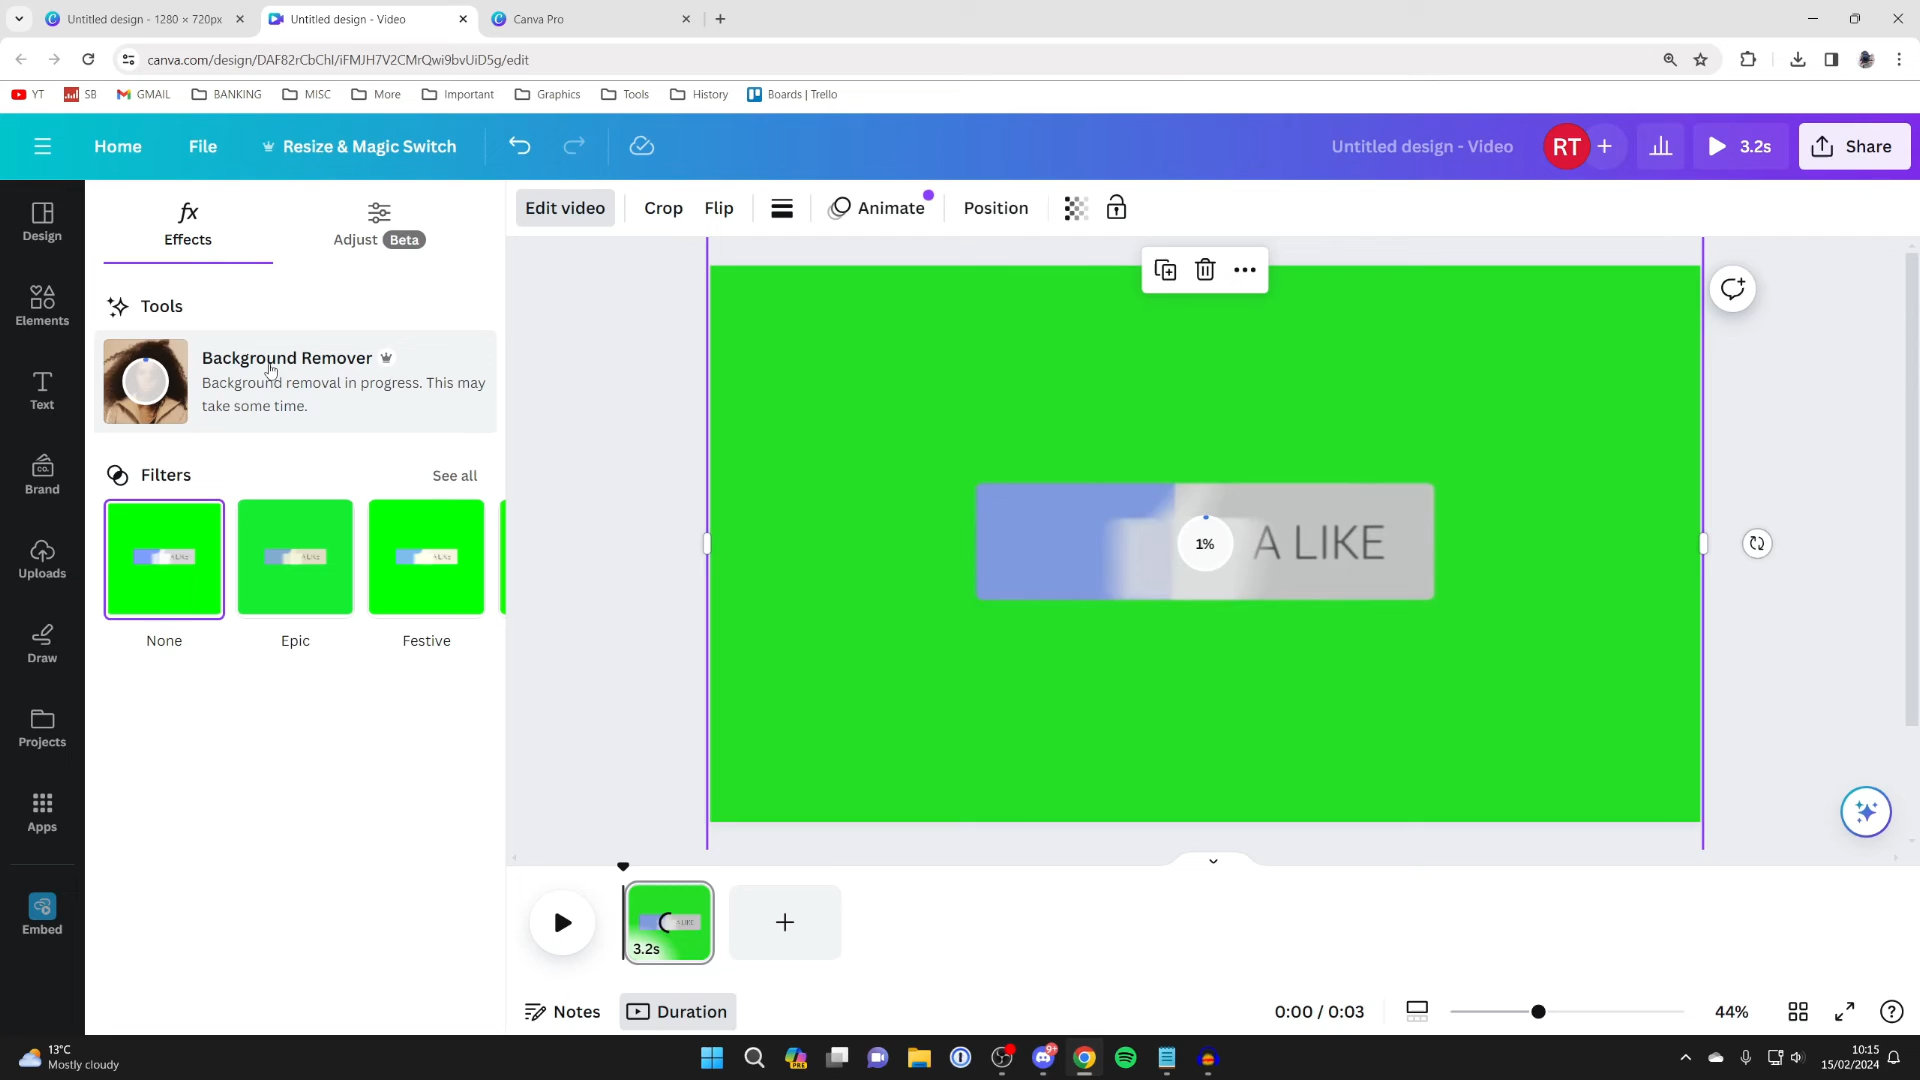 Untitled design - 1280 × 720px
Untitled design - Video
Canva Pro
canva.com/design/DAF82rCbChI/iFMJH7V2CMrQwi9bvUiD5g/edit
YT
SB
GMAIL
BANKING
MISC
More
Important
Graphics
Tools
History
Boards | Trello
Home
File
Resize & Magic Switch
Untitled design - Video
RT
3.2s
Share
Design
Elements
Text
Brand
Uploads
Draw
Projects
Apps
Embed
Effects
Adjust Beta
Tools
Background Remover
Background removal in progress. This may
take some time.
Filters
See all
None
Epic
Festive
Edit video
Crop
Flip
Animate
Position
1%
A LIKE
3.2s
Notes
Duration
0:00 / 0:03
44%
13°C
Mostly cloudy
10:15
15/02/2024